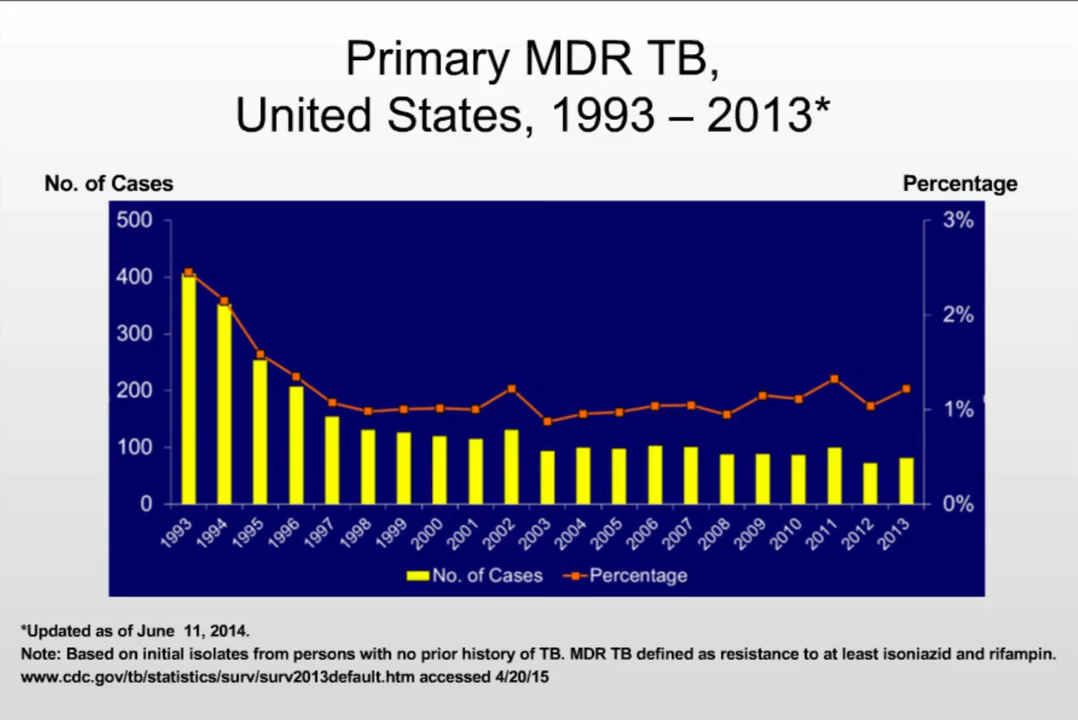 Primary MDR TB,
United States, 1993 – 2013*
No. of Cases
Percentage
500
400
300
200
100
0
3%
2%
1%
0%
1993 1994 1995 1996 1997 1998 1999 2000 2001 2002 2003 2004 2005 2006 2007 2008 2009 2010 2011 2012 2013
No. of Cases Percentage
*Updated as of June 11, 2014.
Note: Based on initial isolates from persons with no prior history of TB. MDR TB defined as resistance to at least isoniazid and rifampin.
www.cdc.gov/tb/statistics/surv/surv2013default.htm accessed 4/20/15